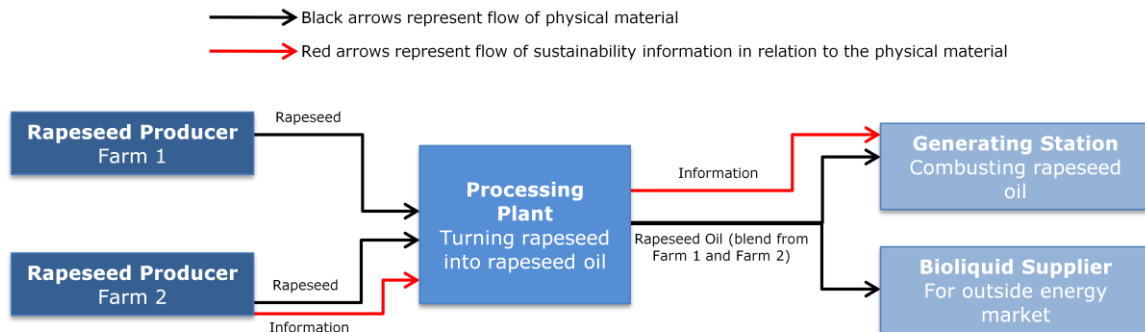 Black arrows represent flow of physical material
Red arrows represent flow of sustainability information in relation to the physical material
Rapeseed Producer
Farm 1
Rapeseed
Processing
Plant
Turning rapeseed
into rapeseed oil
Information
Generating Station
Combusting rapeseed
oil
Rapeseed Oil (blend from
Farm 1 and Farm 2)
Rapeseed Producer
Farm 2
Rapeseed
Information
Bioliquid Supplier
For outside energy
market